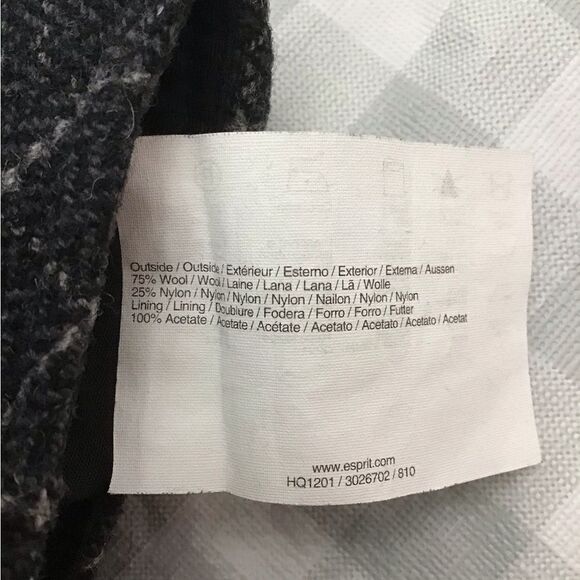 Outside / Outside / Extérieur / Esterno / Exterior / Externa / Aussen
75% Wool / Wool / Laine / Lana / Lana / Lã / Wolle
25% Nylon / Nylon / Nylon / Nylon / Nailon / Nylon / Nylon
Lining / Lining / Doublure / Fodera / Forro / Forro / Futter
100% Acetate / Acetate / Acétate / Acetato / Acetato / Acetato / Acetat
www.esprit.com
HQ1201 / 3026702 / 810